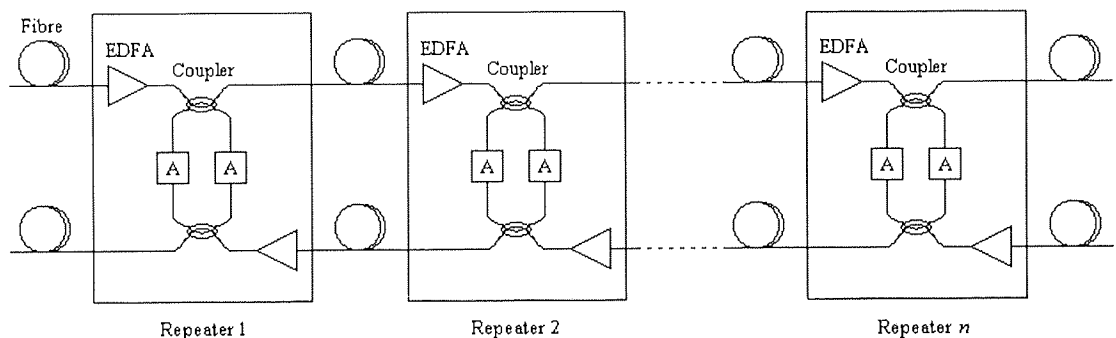 Fibre
EDFA
Coupler
A A
EDFA
Coupler
A A
EDFA
Coupler
A A
Repeater 1
Repeater 2
Repeater n